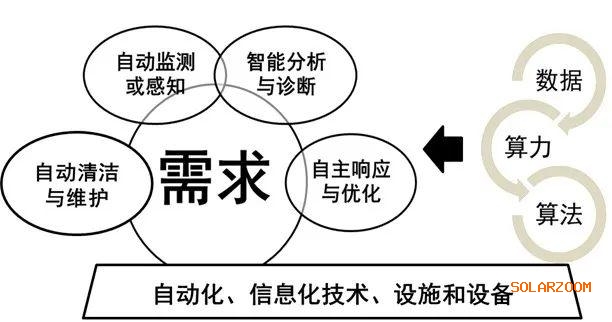 自动监测
或感知
智能分析
与诊断
自动清洁
与维护
需求
自主响应
与优化
数据
算力
算法
自动化、信息化技术、设施和设备
SOLARZOOM